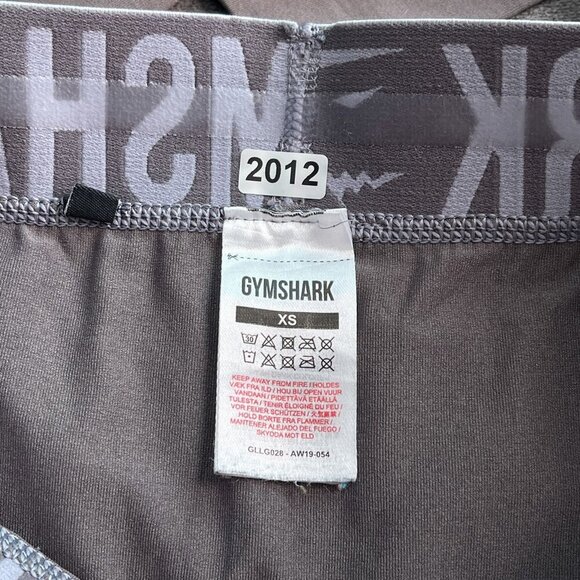 2012
GYMSHARK
XS
30
KEEP AWAY FROM FIRE / HOLDES
VÆK FRA ILD / HOU BIJ OPEN VUUR
VANDAAN / PIDETTÄVÄ ETÄÄLLÄ
TULESTA / TENIR ÉLOIGNÉ DU FEU /
VOR FEUER SCHÜTZEN / 火気厳禁 /
HOLD BORTE FRA FLAMMER /
MANTENER ALEJADO DEL FUEGO /
SKYDDA MOT ELD
GLLG028 - AW19-054